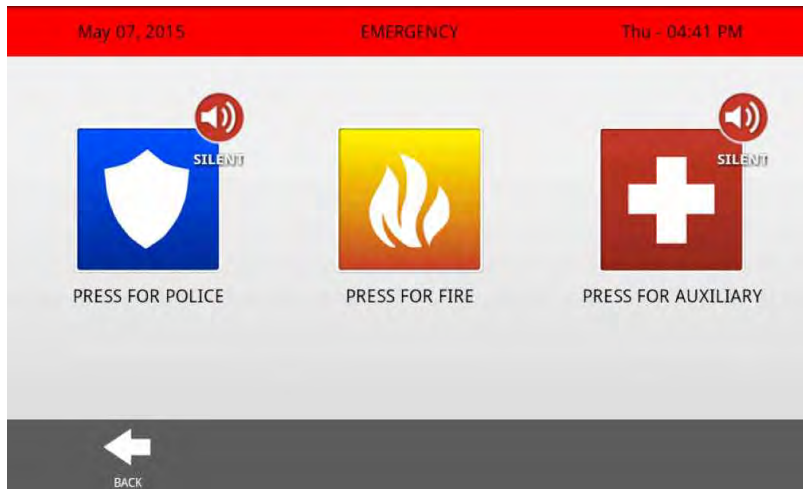 May 07, 2015 EMERGENCY Thu - 04:41 PM
SILENT SILENT
PRESS FOR POLICE PRESS FOR FIRE PRESS FOR AUXILIARY
BACK